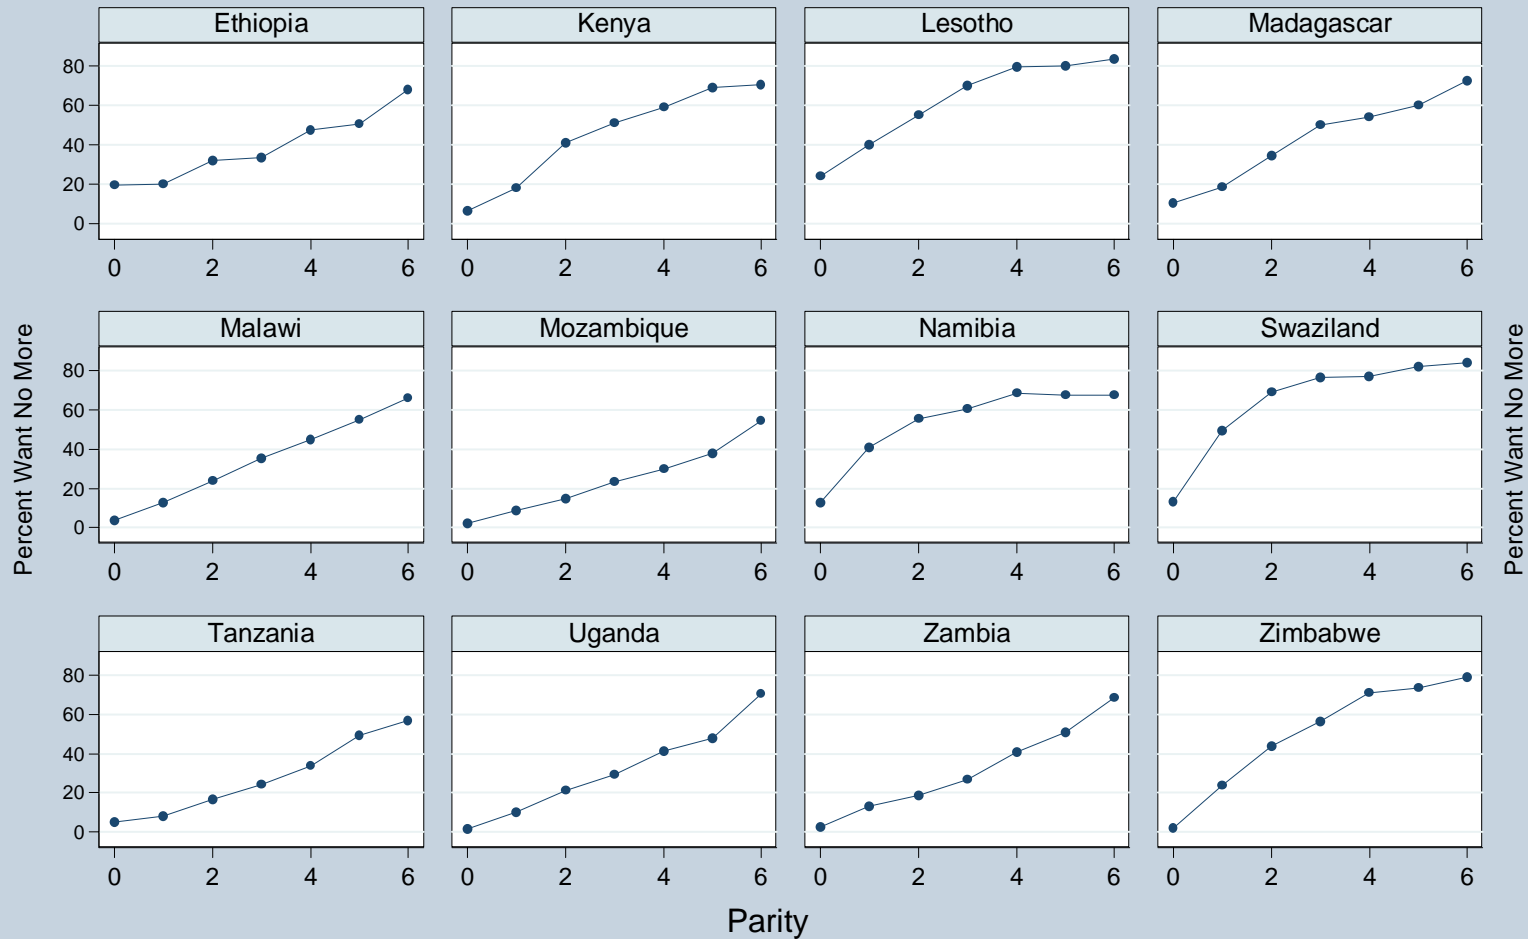 Ethiopia Kenya Lesotho Madagascar
80
60
40
20
0
0 2 4 6 0 2 4 6 0 2 4 6 0 2 4 6
Percent Want No More
Malawi Mozambique Namibia Swaziland
80
60
40
20
0
0 2 4 6 0 2 4 6 0 2 4 6 0 2 4 6
Percent Want No More
Tanzania Uganda Zambia Zimbabwe
80
60
40
20
0
0 2 4 6 0 2 4 6 0 2 4 6 0 2 4 6
Parity